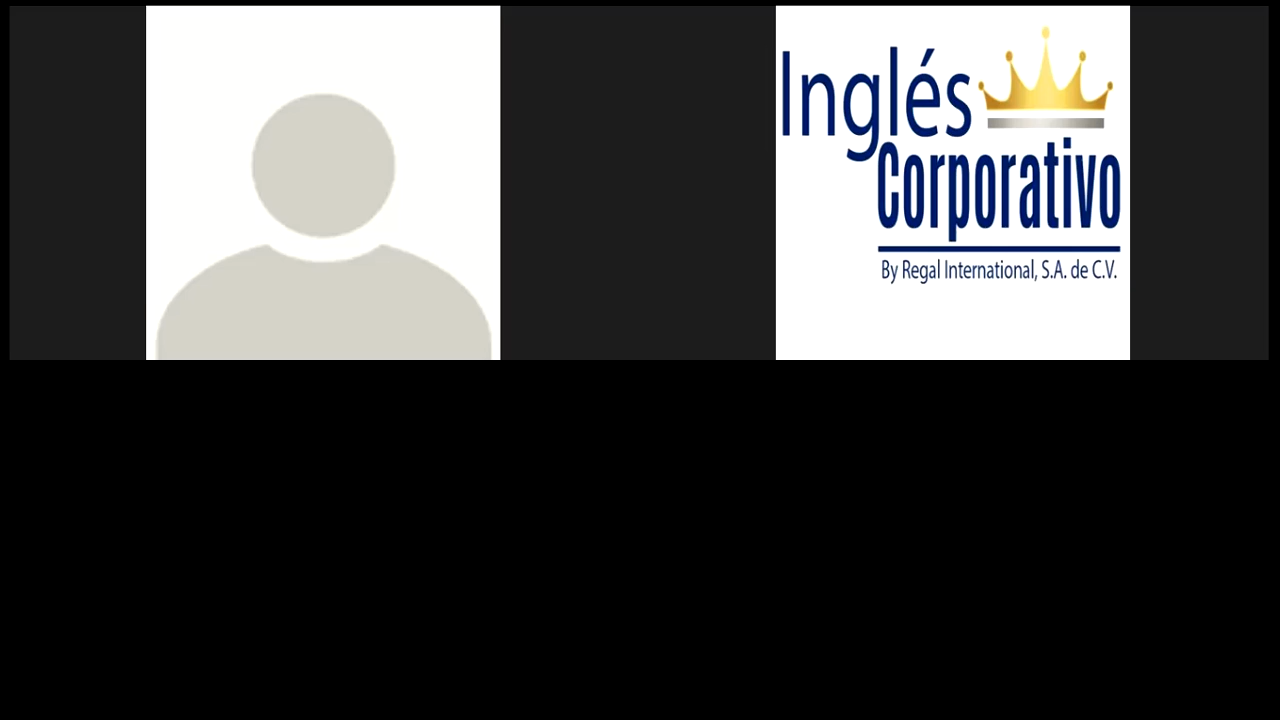 Inglés
Corporativo
By Regal International, S.A. de C.V.